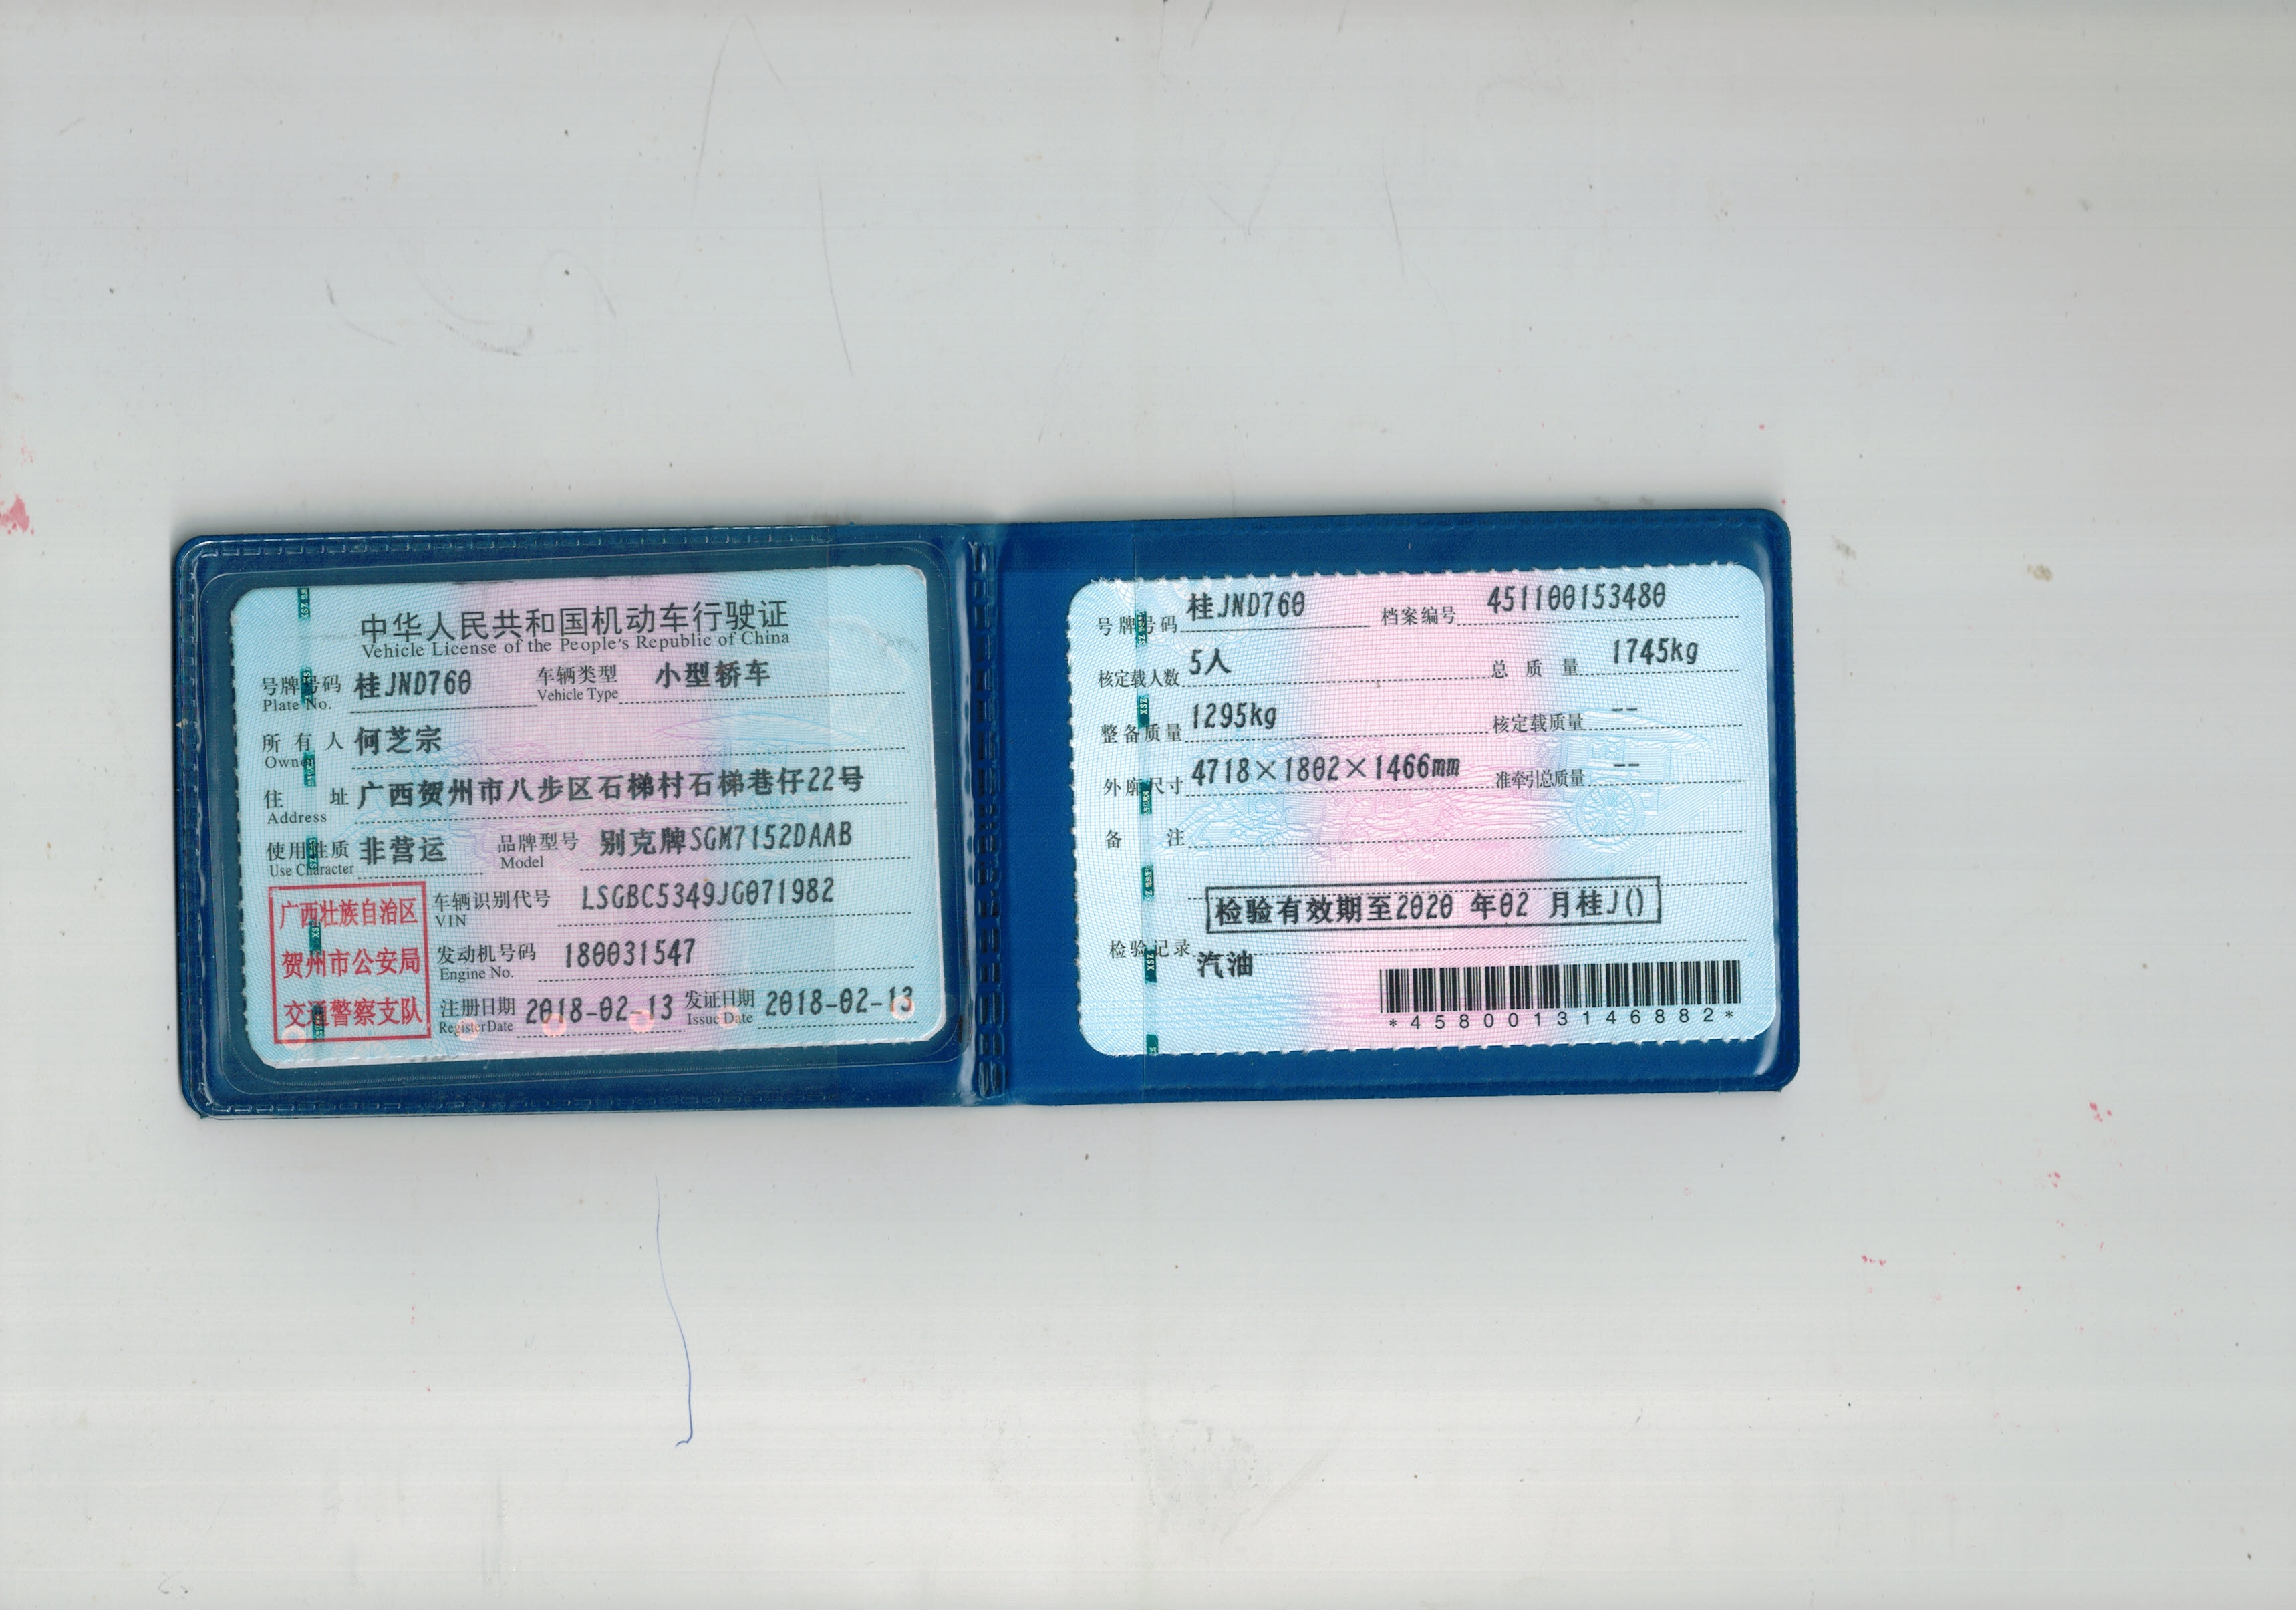 中华人民共和国机动车行驶证
Vehicle License of the People's Republic of China
号牌号码 桂JND760 车辆类型 小型轿车
Plate No. Vehicle Type
所有人 何芝宗
Owner
住址 广西贺州市八步区石梯村石梯巷仔22号
Address
使用性质 非营运 品牌型号 别克牌SGM7152DAAB
Use Character Model
广西壮族自治区
贺州市公安局
交通警察支队
车辆识别代号 LSGBC5349JG071982
VIN
发动机号码 180031547
Engine No.
注册日期 2018-02-13 发证日期 2018-02-13
Register Date Issue Date
号牌号码 桂JND760 档案编号 451100153480
核定载人数 5人 总质量 1745kg
整备质量 1295kg 核定载质量 --
外廓尺寸 4718×1802×1466mm 准牵引总质量 --
备注
检验有效期至2020 年02 月桂J()
检验记录
汽油
*4580013146882*